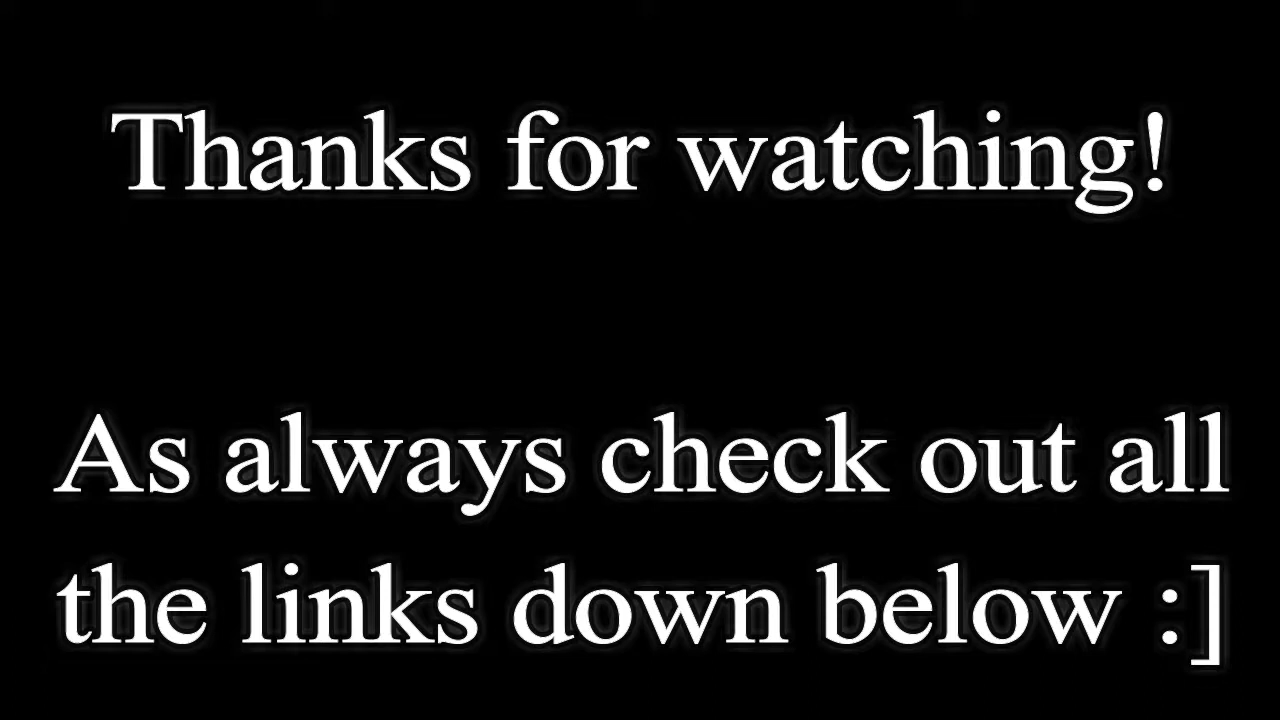 Thanks for watching!
As always check out all
the links down below :]